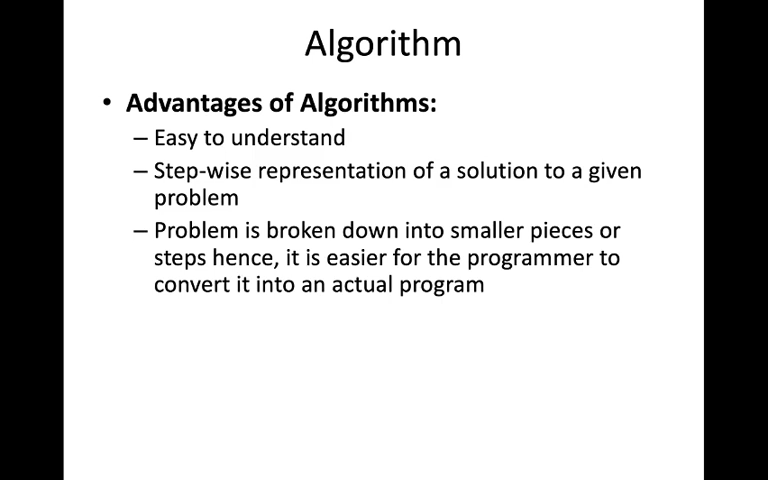 Algorithm
• Advantages of Algorithms:
– Easy to understand
– Step-wise representation of a solution to a given
problem
– Problem is broken down into smaller pieces or
steps hence, it is easier for the programmer to
convert it into an actual program